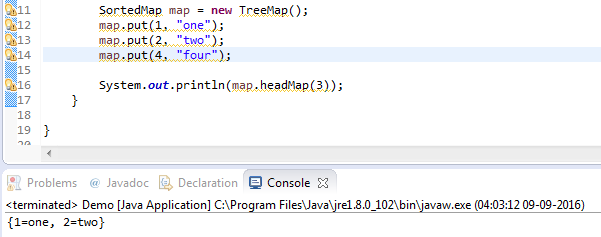 11 SortedMap map = new TreeMap();
12 map.put(1, "one");
13 map.put(2, "two");
14 map.put(4, "four");
15
16 System.out.println(map.headMap(3));
17 }
18
19 }
20
Problems @ Javadoc Declaration Console
<terminated> Demo [Java Application] C:\Program Files\Java\jre1.8.0_102\bin\javaw.exe (04:03:12 09-09-2016)
{1=one, 2=two}